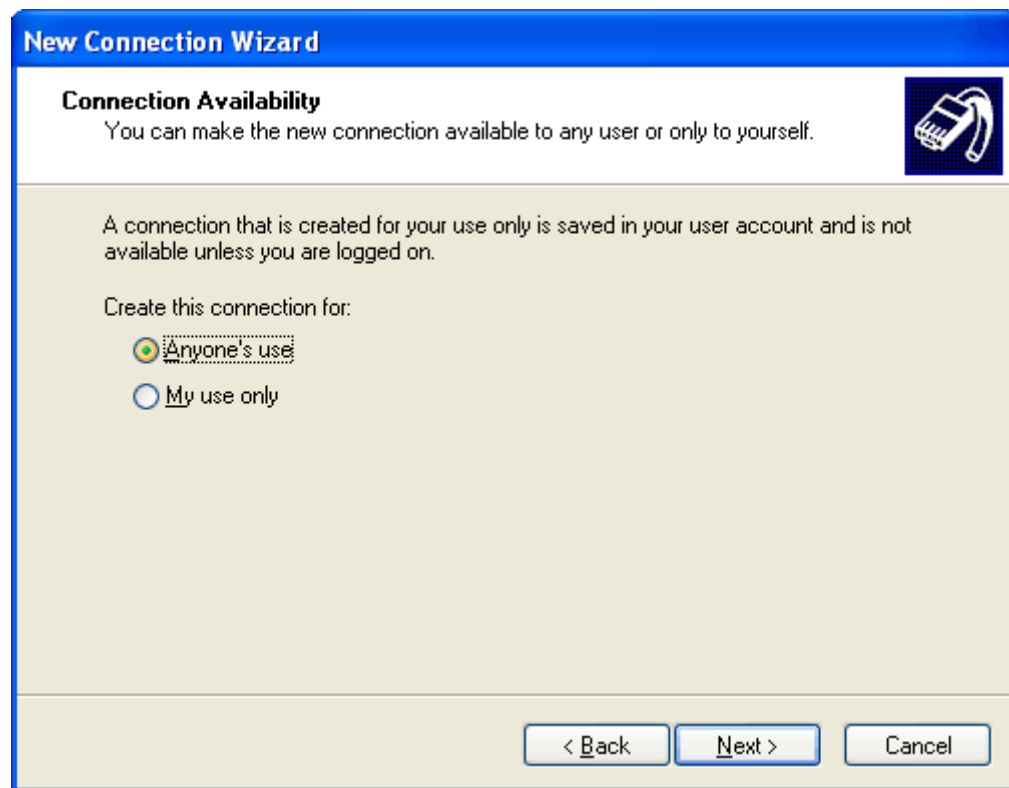 New Connection Wizard
Connection Availability
You can make the new connection available to any user or only to yourself.
A connection that is created for your use only is saved in your user account and is not
available unless you are logged on.
Create this connection for:
Anyone's use
My use only
< Back
Next >
Cancel